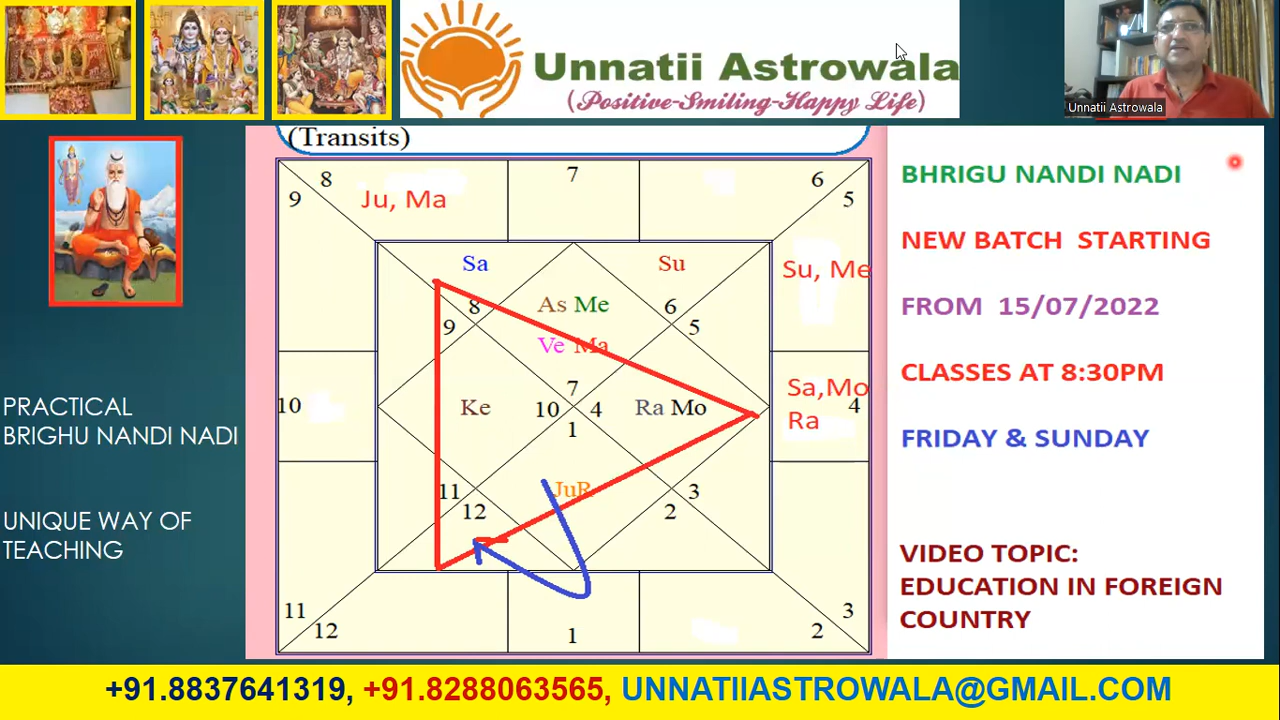 Unnatii Astrowala
(Positive-Smiling-Happy Life)
Unnatii Astrowala
(Transits)
8
9
Ju, Ma
7
6
5
Sa
Su
Su, Me
As Me
8
9
6
5
Ve Ma
7
10
Ke
10 4
1
Ra Mo
Sa,Mo
Ra
4
JuR
11
12
3
2
11
12
1
3
2
PRACTICAL
BRIGHU NANDI NADI
UNIQUE WAY OF
TEACHING
BHRIGU NANDI NADI
NEW BATCH STARTING
FROM 15/07/2022
CLASSES AT 8:30PM
FRIDAY & SUNDAY
VIDEO TOPIC:
EDUCATION IN FOREIGN
COUNTRY
+91.8837641319, +91.8288063565, UNNATIIASTROWALA@GMAIL.COM